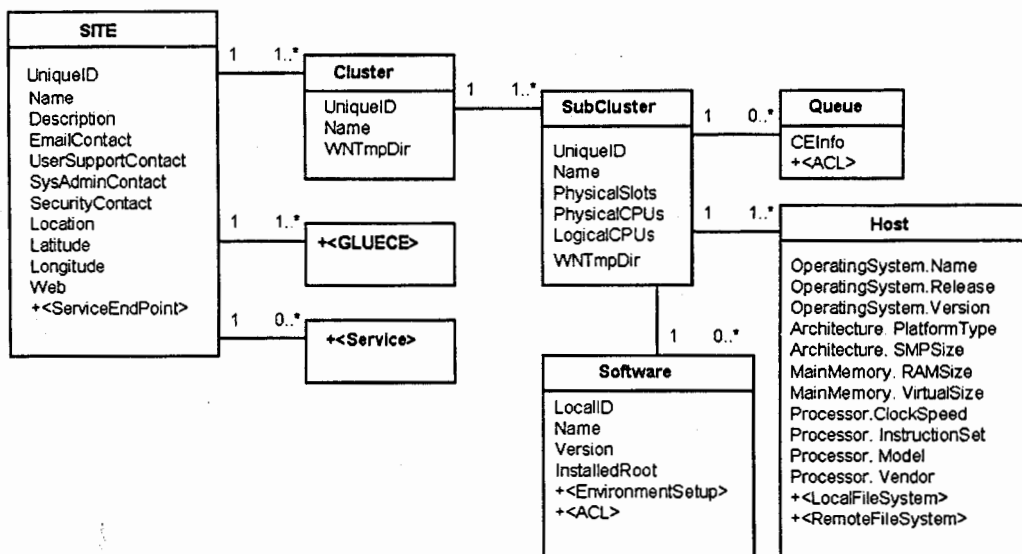 SITE
UniqueID
Name
Description
EmailContact
UserSupportContact
SysAdminContact
SecurityContact
Location
Latitude
Longitude
Web
+<ServiceEndPoint>
1 1..*
Cluster
UniqueID
Name
WNTmpDir
1 1..*
+<GLUECE>
1 0..*
+<Service>
1 1..*
SubCluster
UniqueID
Name
PhysicalSlots
PhysicalCPUs
LogicalCPUs
WNTmpDir
1 0..*
Queue
CEInfo
+<ACL>
1 1..*
Host
OperatingSystem.Name
OperatingSystem.Release
OperatingSystem.Version
Architecture. PlatformType
Architecture. SMPSize
MainMemory. RAMSize
MainMemory. VirtualSize
Processor.ClockSpeed
Processor. InstructionSet
Processor. Model
Processor. Vendor
+<LocalFileSystem>
+<RemoteFileSystem>
1 0..*
Software
LocalID
Name
Version
InstalledRoot
+<EnvironmentSetup>
+<ACL>